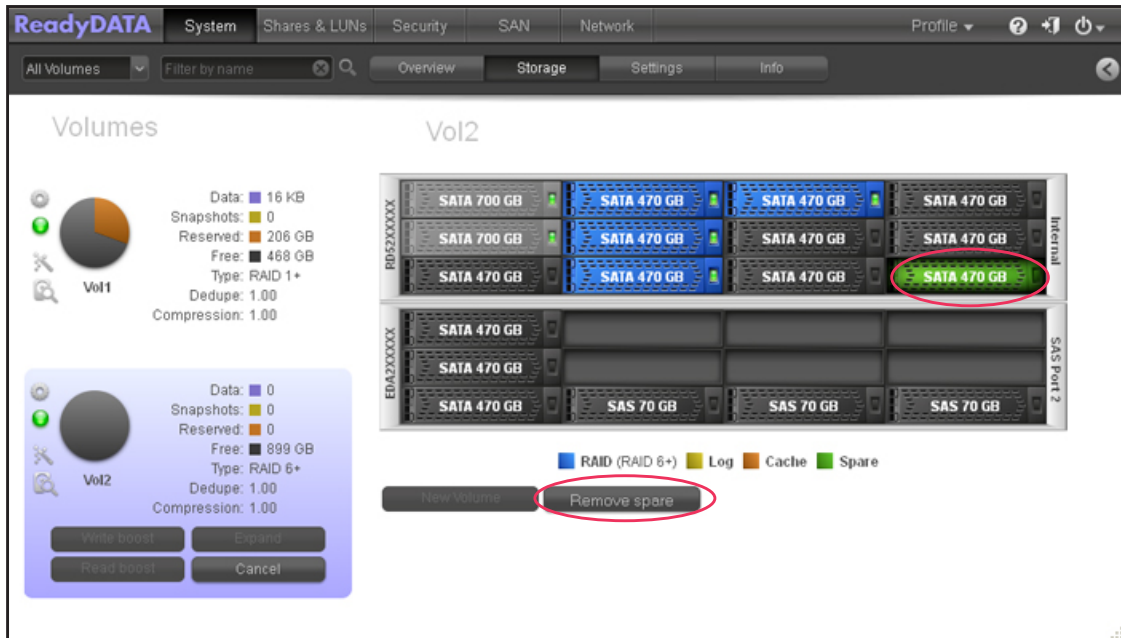 ReadyDATA System Shares & LUNs Security SAN Network Profile
All Volumes Filter by name Overview Storage Settings Info
Volumes
Data: 16 KB
Snapshots: 0
Reserved: 206 GB
Free: 468 GB
Type: RAID 1+
Dedupe: 1.00
Compression: 1.00
Vol1
Data: 0
Snapshots: 0
Reserved: 0
Free: 899 GB
Type: RAID 6+
Dedupe: 1.00
Compression: 1.00
Vol2
Write boost Expand
Read boost Cancel
Vol2
RD52XXXXX
SATA 700 GB SATA 470 GB SATA 470 GB SATA 470 GB
SATA 700 GB SATA 470 GB SATA 470 GB SATA 470 GB
SATA 470 GB SATA 470 GB SATA 470 GB SATA 470 GB
Internal
EDA2XXXXX
SATA 470 GB
SATA 470 GB
SATA 470 GB SAS 70 GB SAS 70 GB SAS 70 GB
SAS Port 2
RAID (RAID 6+) Log Cache Spare
New Volume Remove spare